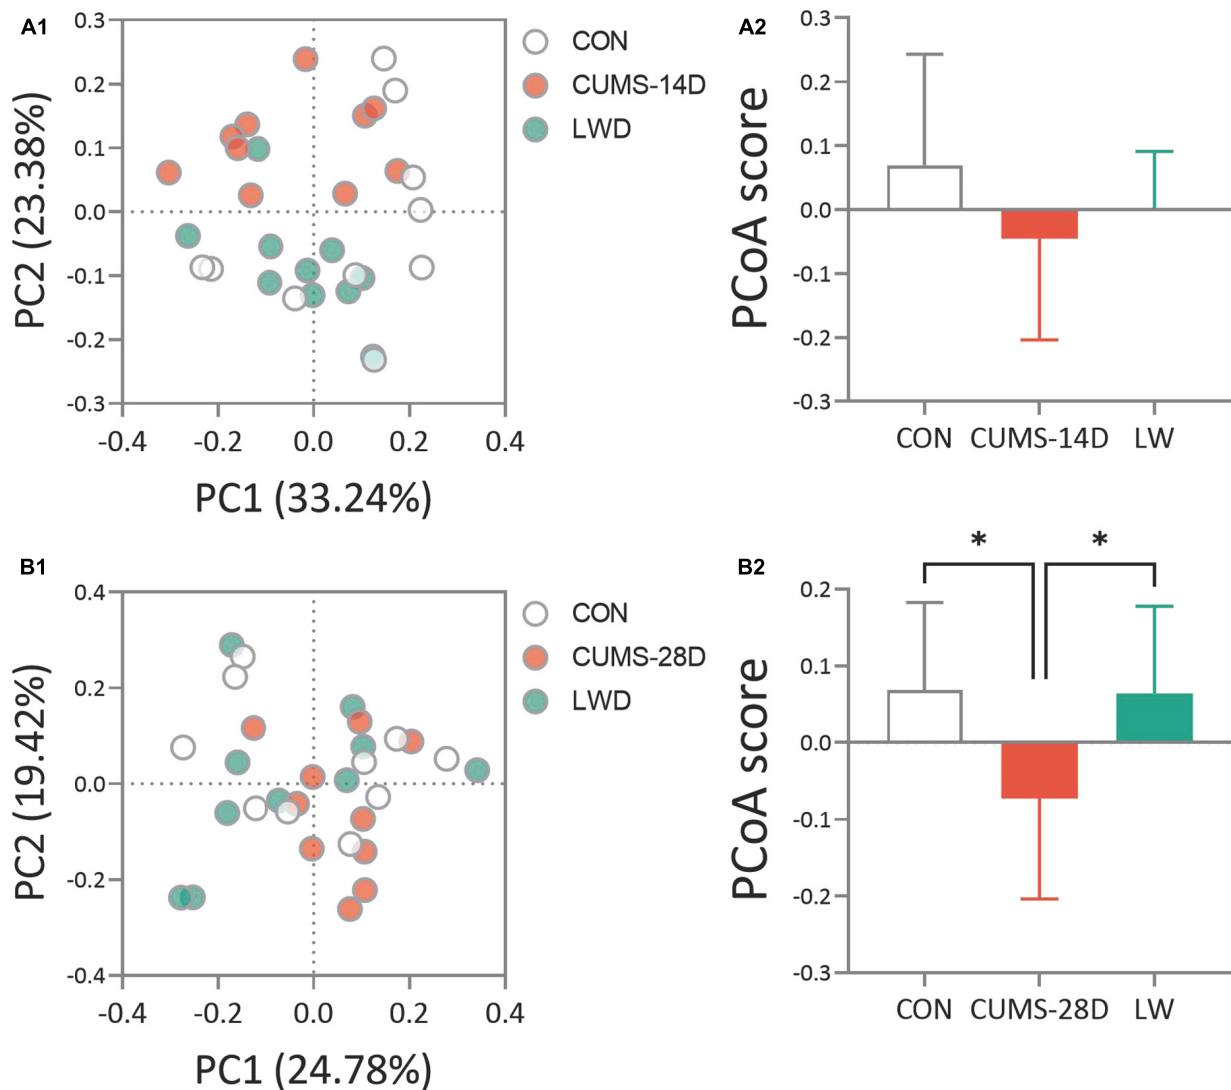 A1
0.3
0.2
0.1
0.0
-0.1
-0.2
-0.3
PC2 (23.38%)
-0.4 -0.2 0.0 0.2 0.4
PC1 (33.24%)
CON
CUMS-14D
LWD
A2
0.3
0.2
0.1
0.0
-0.1
-0.2
-0.3
PCoA score
CON CUMS-14D LW
B1
0.4
0.2
0.0
-0.2
-0.4
PC2 (19.42%)
-0.4 -0.2 0.0 0.2 0.4
PC1 (24.78%)
CON
CUMS-28D
LWD
B2
* *
0.2
0.1
0.0
-0.1
-0.2
-0.3
PCoA score
CON CUMS-28D LW